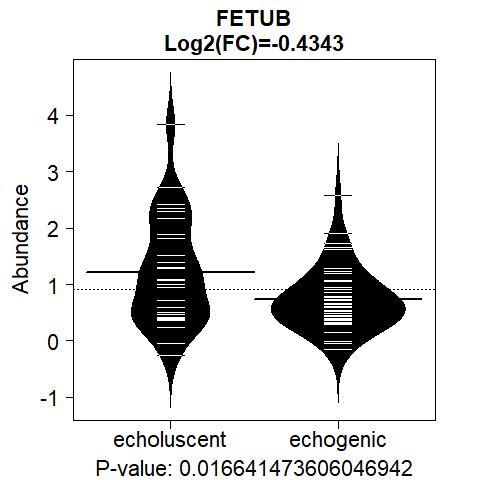 FETUB
Log2(FC)=-0.4343
Abundance
4
3
2
1
0
-1
echoluscent echogenic
P-value: 0.016641473606046942